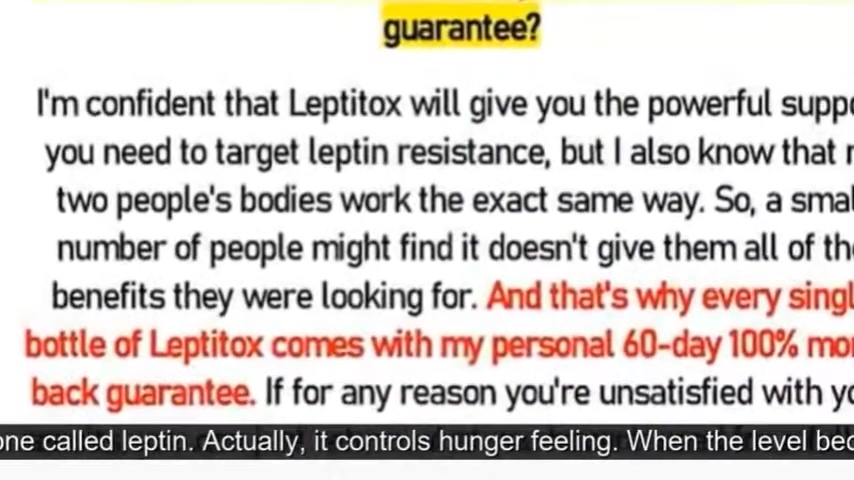 guarantee?
I'm confident that Leptitox will give you the powerful
you need to target leptin resistance, but I also know that
two people's bodies work the exact same way. So, a
number of people might find it doesn't give them all of
benefits they were looking for. And that's why every
bottle of Leptitox comes with my personal 60-day 100%
back guarantee. If for any reason you're unsatisfied with
called leptin. Actually, it controls hunger feeling. When the level